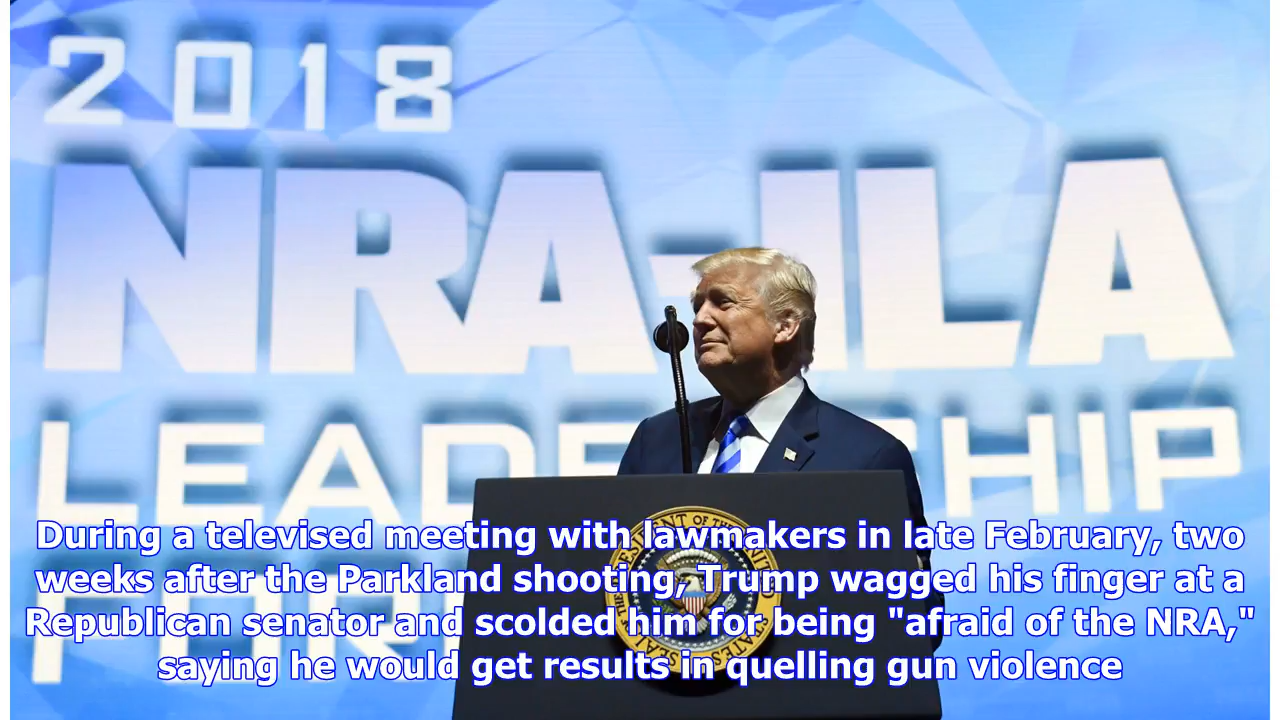 2018
NRA-ILA
LEADERSHIP
During a televised meeting with lawmakers in late February, two
weeks after the Parkland shooting, Trump wagged his finger at a
Republican senator and scolded him for being "afraid of the NRA,"
saying he would get results in quelling gun violence